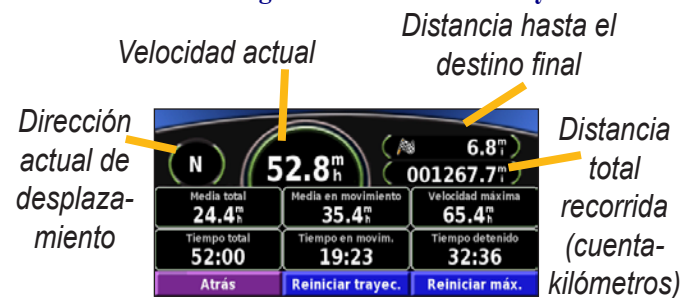 Distancia hasta el
destino final
Velocidad actual
Dirección
actual de
desplaza-
miento
Distancia
total
recorrida
(cuenta-
kilómetros)
N
52.8 m/h
6.8 mi
001267.7 mi
Media total
24.4 m/h
Media en movimiento
35.4 m/h
Velocidad máxima
65.4 m/h
Tiempo total
52:00
Tiempo en movim.
19:23
Tiempo detenido
32:36
Atrás
Reiniciar trayec.
Reiniciar máx.